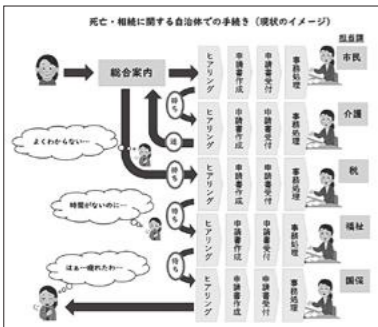 死亡・相続に関する自治体での手続き（現状のイメージ）
担当課
総合案内
ヒアリング
申請書作成
申請書受付
事務処理
市民
待ち
ヒアリング
申請書作成
申請書受付
事務処理
介護
よくわからない…
待ち
ヒアリング
申請書作成
申請書受付
事務処理
税
時間がないのに…
待ち
ヒアリング
申請書作成
申請書受付
事務処理
福祉
はぁ…疲れたわ…
待ち
ヒアリング
申請書作成
申請書受付
事務処理
国保